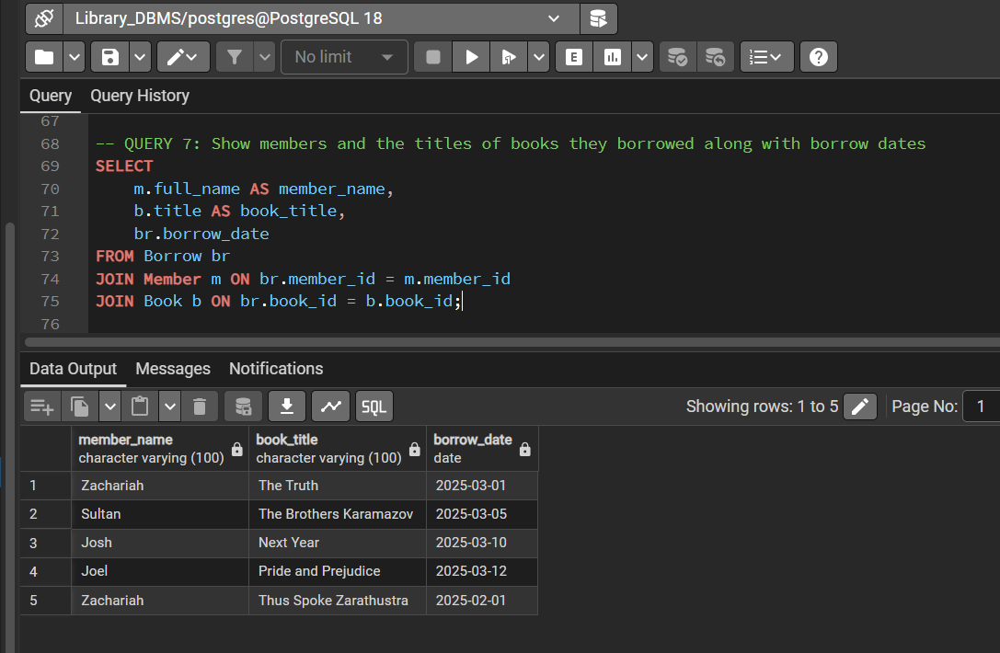 Library_DBMS/postgres@PostgreSQL 18
No limit
E
SQL
Query Query History
67
68 -- QUERY 7: Show members and the titles of books they borrowed along with borrow dates
69 SELECT
70 m.full_name AS member_name,
71 b.title AS book_title,
72 br.borrow_date
73 FROM Borrow br
74 JOIN Member m ON br.member_id = m.member_id
75 JOIN Book b ON br.book_id = b.book_id;
76
Data Output Messages Notifications
Showing rows: 1 to 5 Page No: 1
member_name book_title borrow_date
character varying (100) character varying (100) date
1 Zachariah The Truth 2025-03-01
2 Sultan The Brothers Karamazov 2025-03-05
3 Josh Next Year 2025-03-10
4 Joel Pride and Prejudice 2025-03-12
5 Zachariah Thus Spoke Zarathustra 2025-02-01